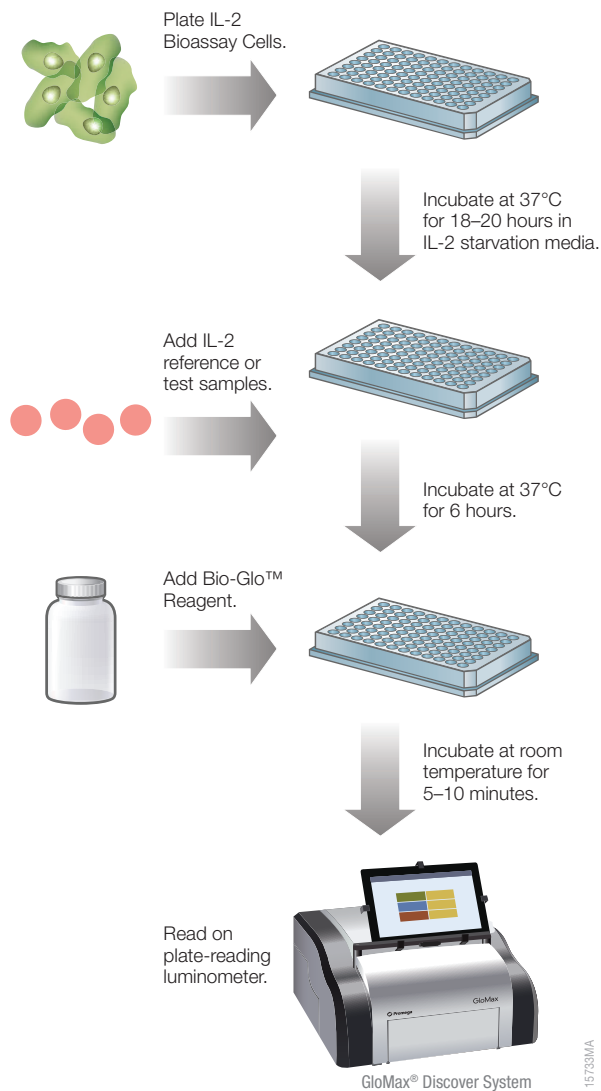 Plate IL-2
Bioassay Cells.
Incubate at 37°C
for 18–20 hours in
IL-2 starvation media.
Add IL-2
reference or
test samples.
Incubate at 37°C
for 6 hours.
Add Bio-Glo™
Reagent.
Incubate at room
temperature for
5–10 minutes.
Read on
plate-reading
luminometer.
Promega
GloMax
GloMax® Discover System
15733MA